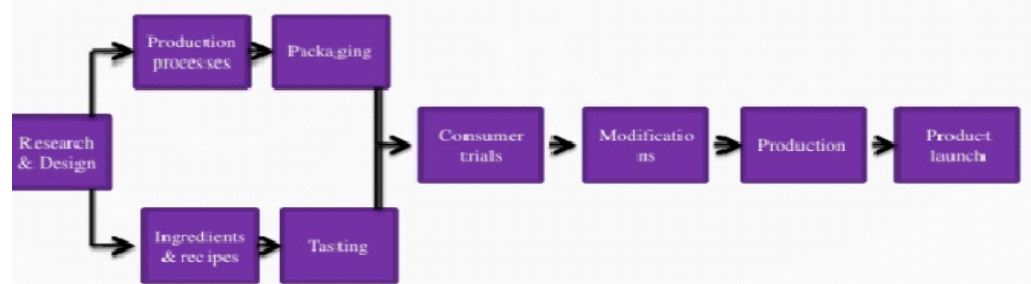 Production
processes
Packaging
Research
& Design
Consumer
trials
Modificatio
ns
Production
Product
launch
Ingredients
& recipes
Tasting